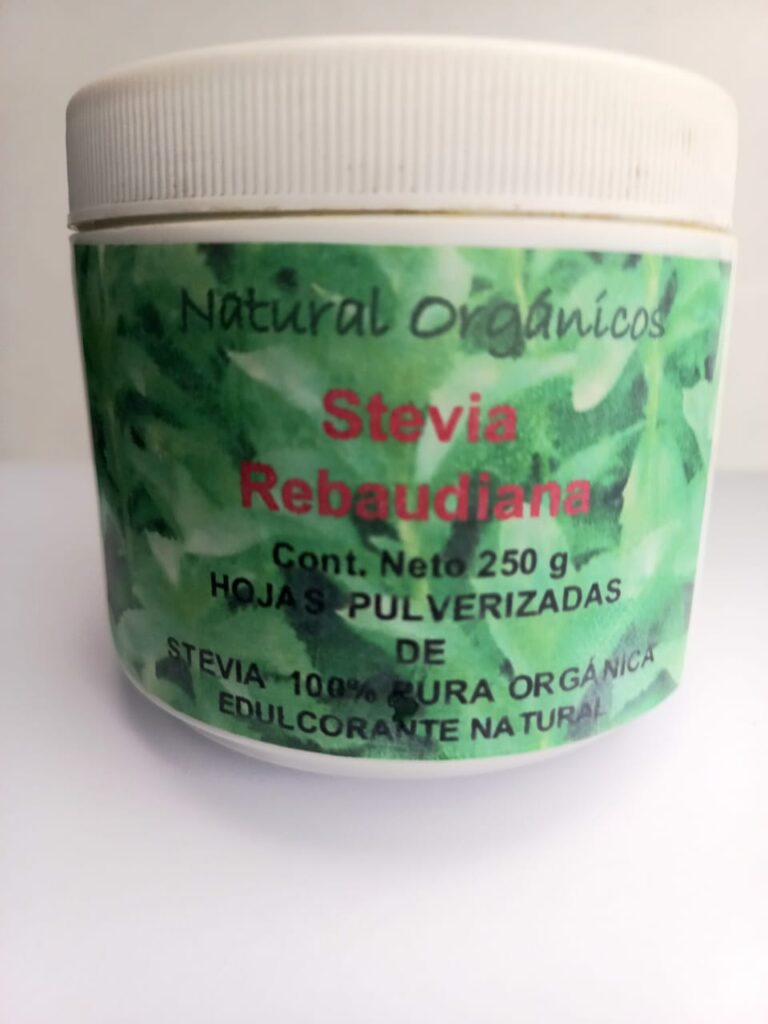 Natural Orgánicos
Stevia
Rebaudiana
Cont. Neto 250 g
HOJAS PULVERIZADAS
DE
STEVIA 100% PURA ORGÁNICA
EDULCORANTE NATURAL